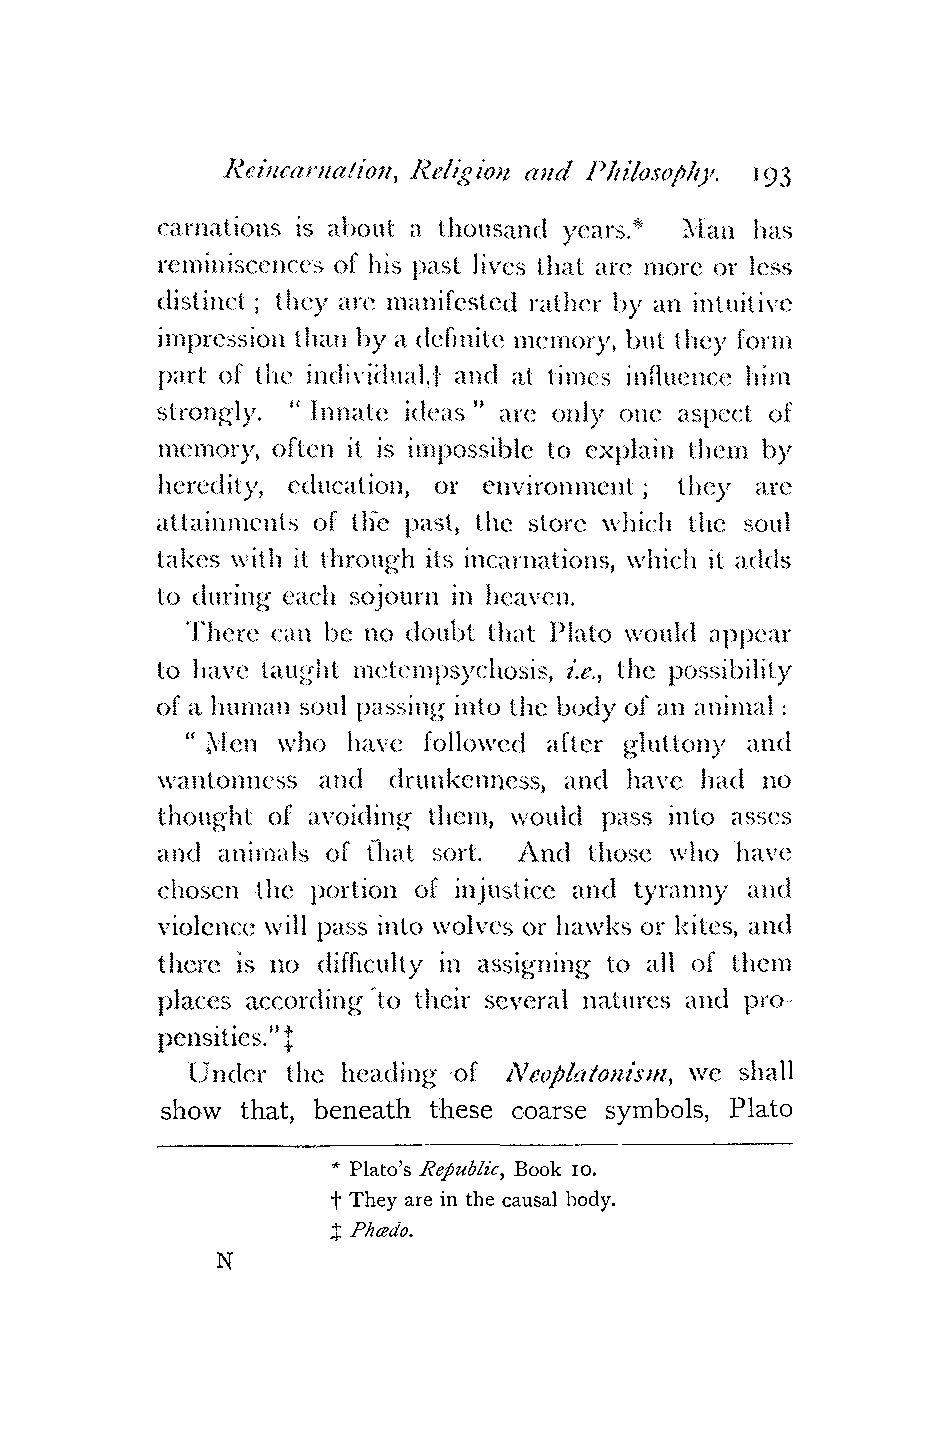 Reincarnation, Religion and Philosophy. 193
carnations is about a thousand years.* Man has
reminiscences of his past lives that are more or less
distinct ; they are manifested rather by an intuitive
impression than by a definite memory, but they form
part of the individual,† and at times influence him
strongly. “ Innate ideas ” are only one aspect of
memory, often it is impossible to explain them by
heredity, education, or environment ; they are
attainments of the past, the store which the soul
takes with it through its incarnations, which it adds
to during each sojourn in heaven.
There can be no doubt that Plato would appear
to have taught metempsychosis, i.e., the possibility
of a human soul passing into the body of an animal :
“ Men who have followed after gluttony and
wantonness and drunkenness, and have had no
thought of avoiding them, would pass into asses
and animals of that sort. And those who have
chosen the portion of injustice and tyranny and
violence will pass into wolves or hawks or kites, and
there is no difficulty in assigning to all of them
places according to their several natures and pro-
pensities.”‡
Under the heading of Neoplatonism, we shall
show that, beneath these coarse symbols, Plato
* Plato’s Republic, Book 10.
† They are in the causal body.
‡ Phædo.
N